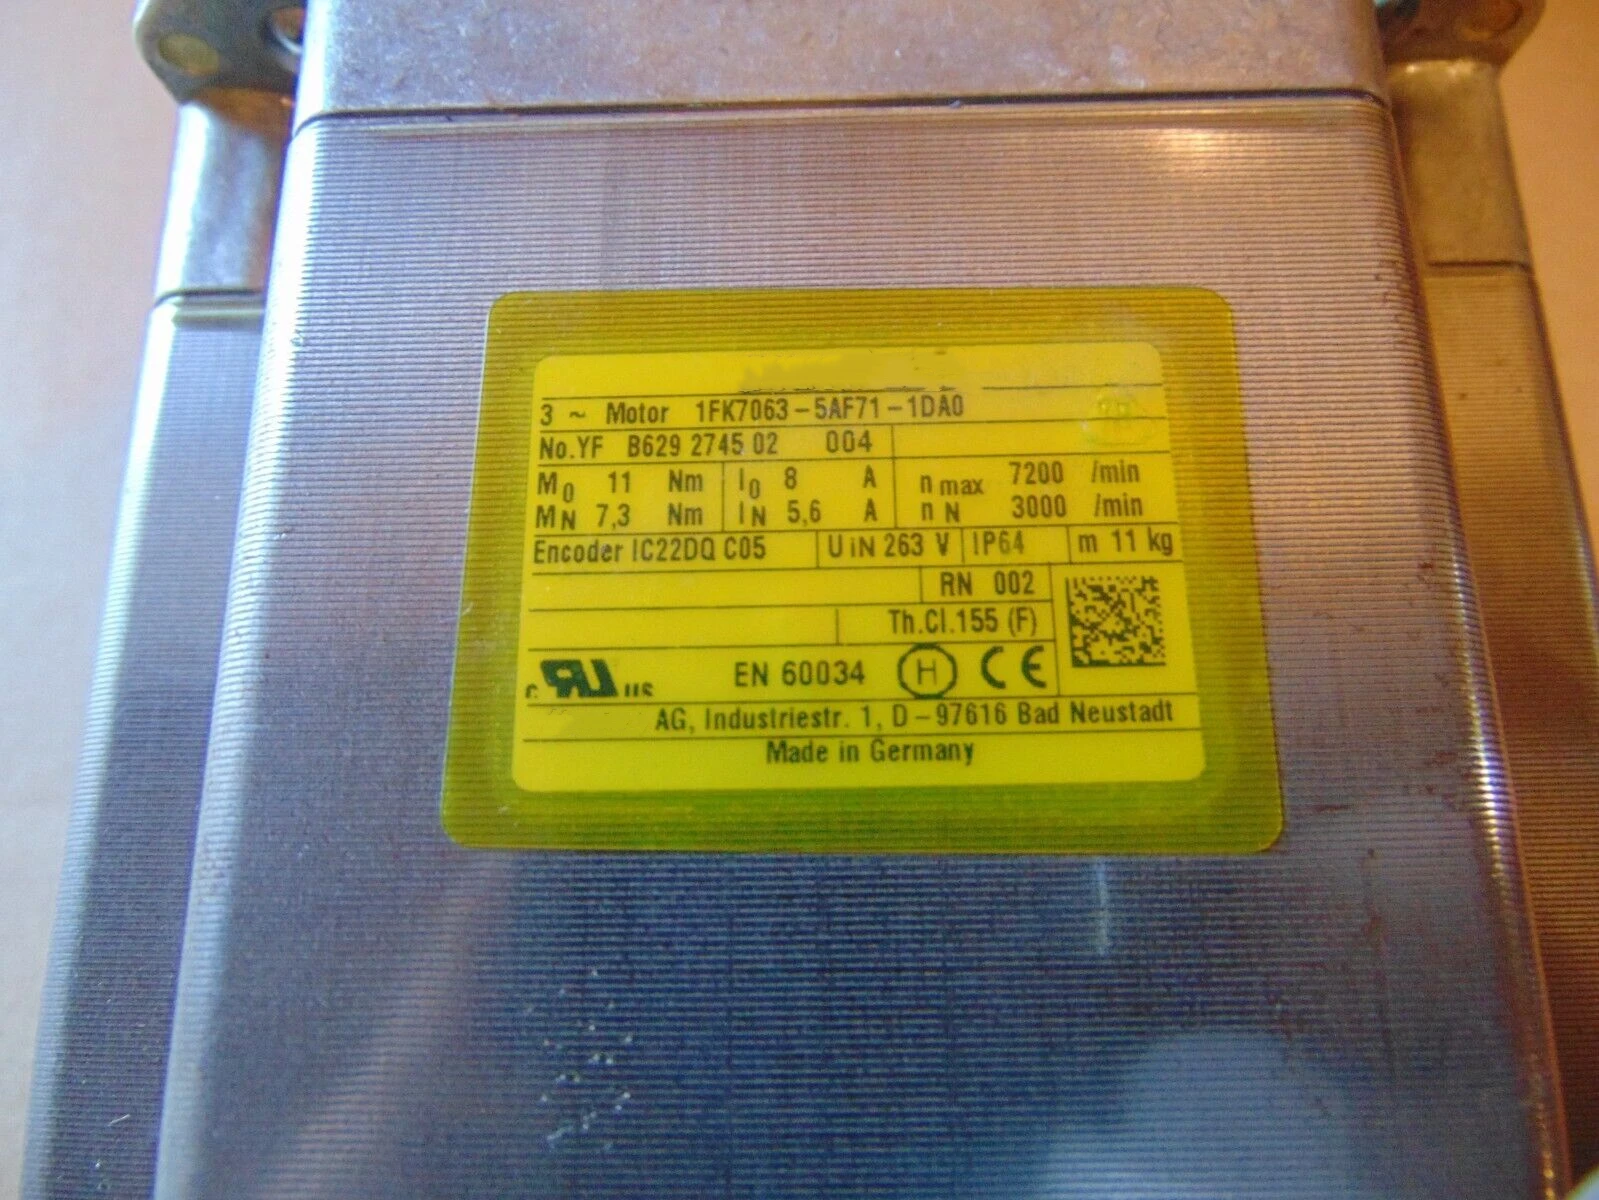 3 ~ Motor 1FK7063-5AF71-1DA0
No.YF B629 2745 02 004
M0 11 Nm I0 8 A n max 7200 /min
MN 7,3 Nm IN 5,6 A n N 3000 /min
Encoder IC22DQ C05 U iN 263 V IP64 m 11 kg
RN 002
Th.Cl.155 (F)
c RU us EN 60034 H CE
AG, Industriestr. 1, D-97616 Bad Neustadt
Made in Germany